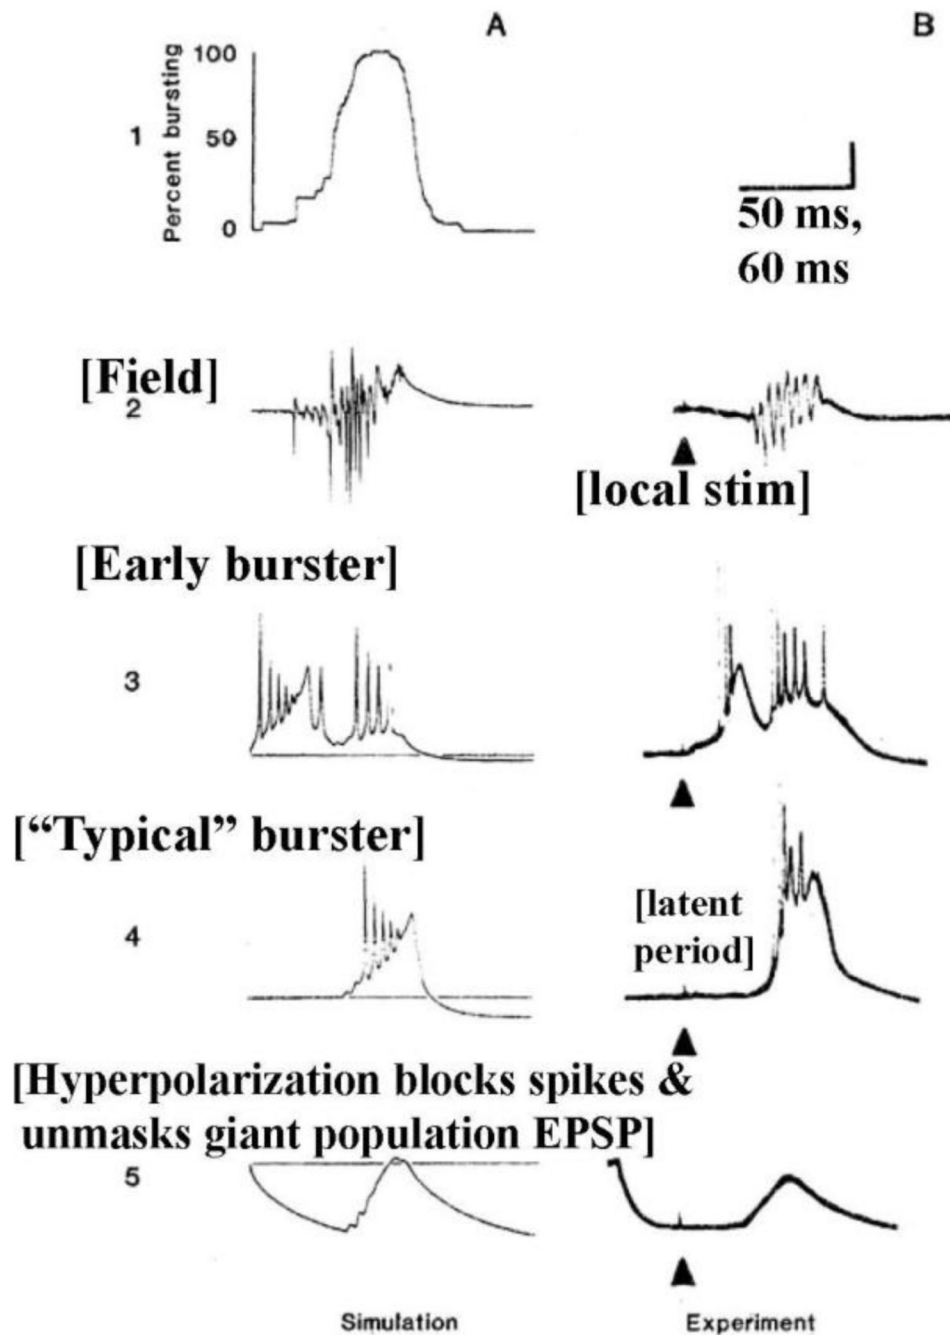 A
B
Percent bursting
100
50
0
1
50 ms,
60 ms
[Field]
2
[local stim]
[Early burster]
3
["Typical" burster]
4
[latent
period]
[Hyperpolarization blocks spikes &
unmasks giant population EPSP]
5
Simulation
Experiment